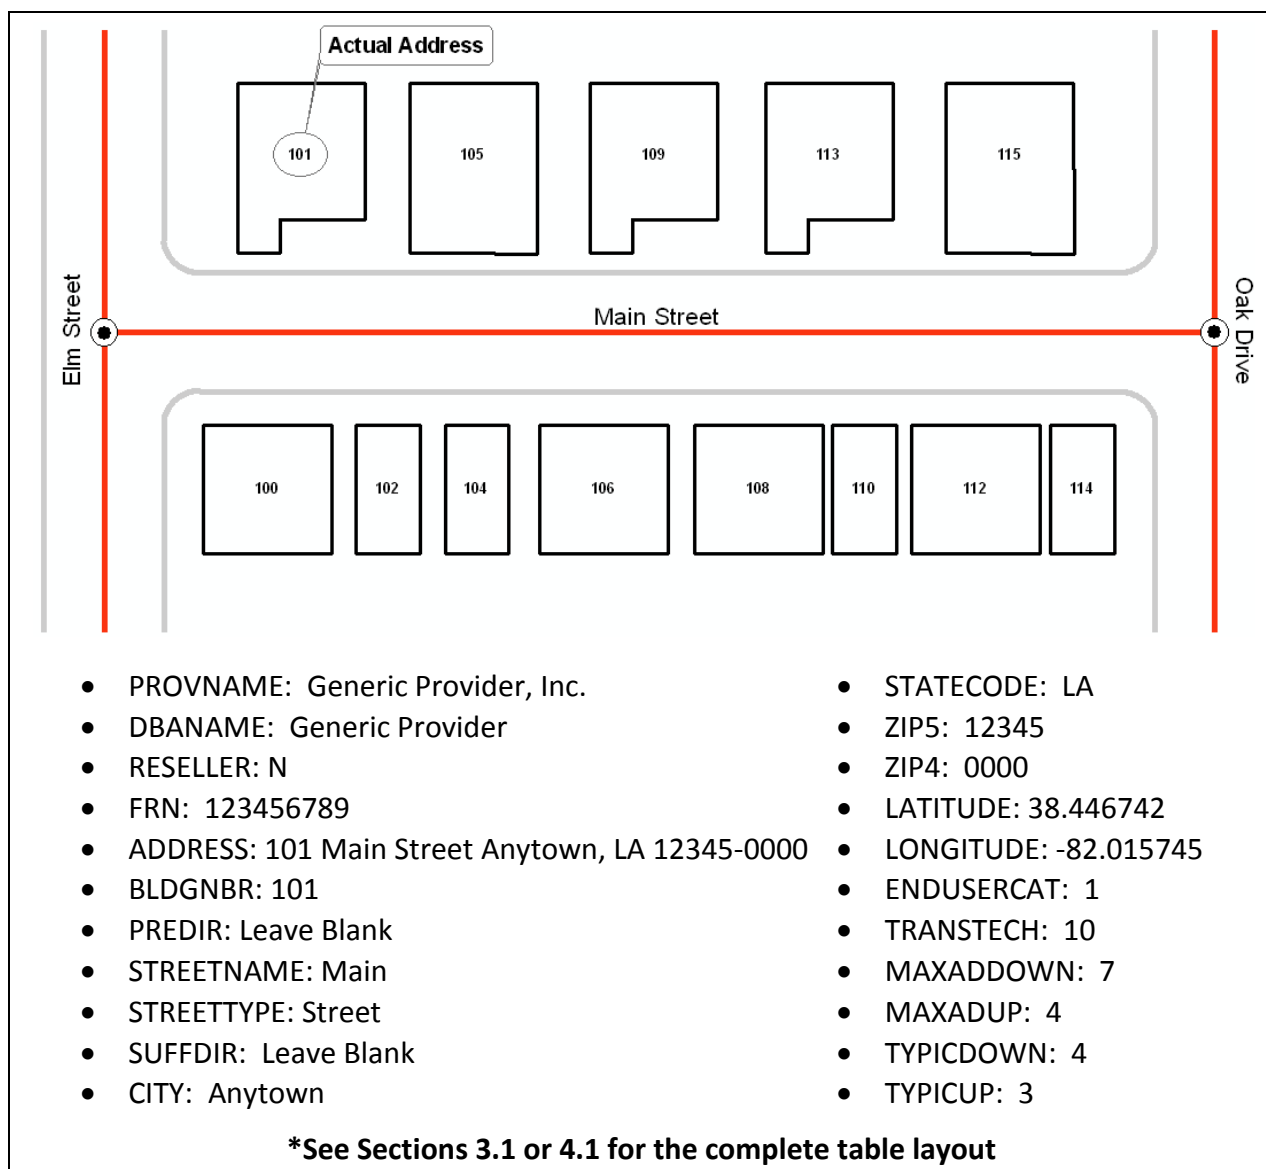 Actual Address
101
105
109
113
115
Elm Street
Main Street
Oak Drive
100
102
104
106
108
110
112
114
• PROVNAME: Generic Provider, Inc.
• DBANAME: Generic Provider
• RESELLER: N
• FRN: 123456789
• ADDRESS: 101 Main Street Anytown, LA 12345-0000
• BLDGNBR: 101
• PREDIR: Leave Blank
• STREETNAME: Main
• STREETTYPE: Street
• SUFFDIR: Leave Blank
• CITY: Anytown
• STATECODE: LA
• ZIP5: 12345
• ZIP4: 0000
• LATITUDE: 38.446742
• LONGITUDE: -82.015745
• ENDUSERCAT: 1
• TRANSTECH: 10
• MAXADDOWN: 7
• MAXADUP: 4
• TYPICDOWN: 4
• TYPICUP: 3
*See Sections 3.1 or 4.1 for the complete table layout